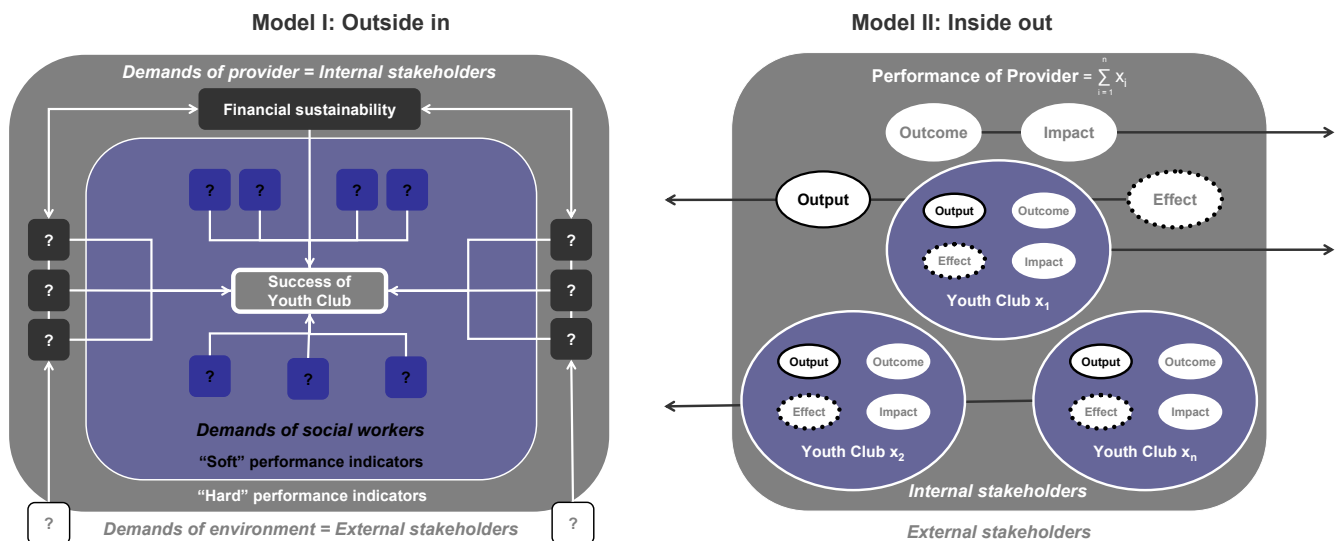 Model I: Outside in
Demands of provider = Internal stakeholders
Financial sustainability
? ? ? ?
? ?
? Success of ?
Youth Club
? ?
? ? ?
Demands of social workers
“Soft” performance indicators
“Hard” performance indicators
? ?
Demands of environment = External stakeholders
Model II: Inside out
n
Performance of Provider = ∑ xi
i = 1
Outcome Impact
Output Effect
Output Outcome
Effect Impact
Youth Club x1
Output Outcome
Effect Impact
Youth Club x2
Output Outcome
Effect Impact
Youth Club xn
Internal stakeholders
External stakeholders